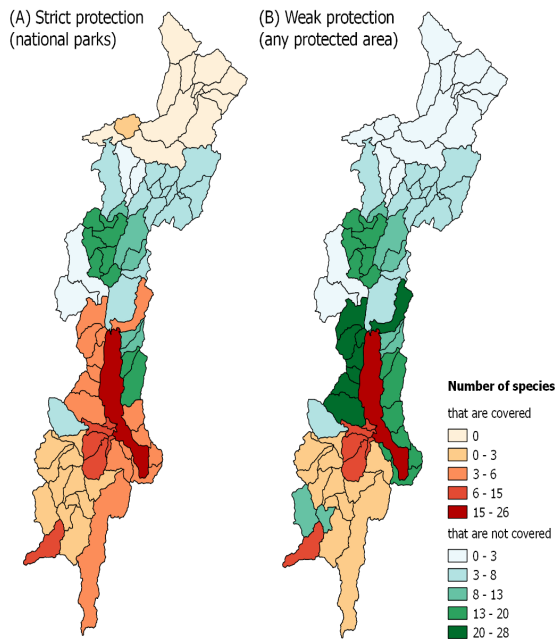 (A) Strict protection
(national parks)
(B) Weak protection
(any protected area)
Number of species
that are covered
0
0 - 3
3 - 6
6 - 15
15 - 26
that are not covered
0 - 3
3 - 8
8 - 13
13 - 20
20 - 28